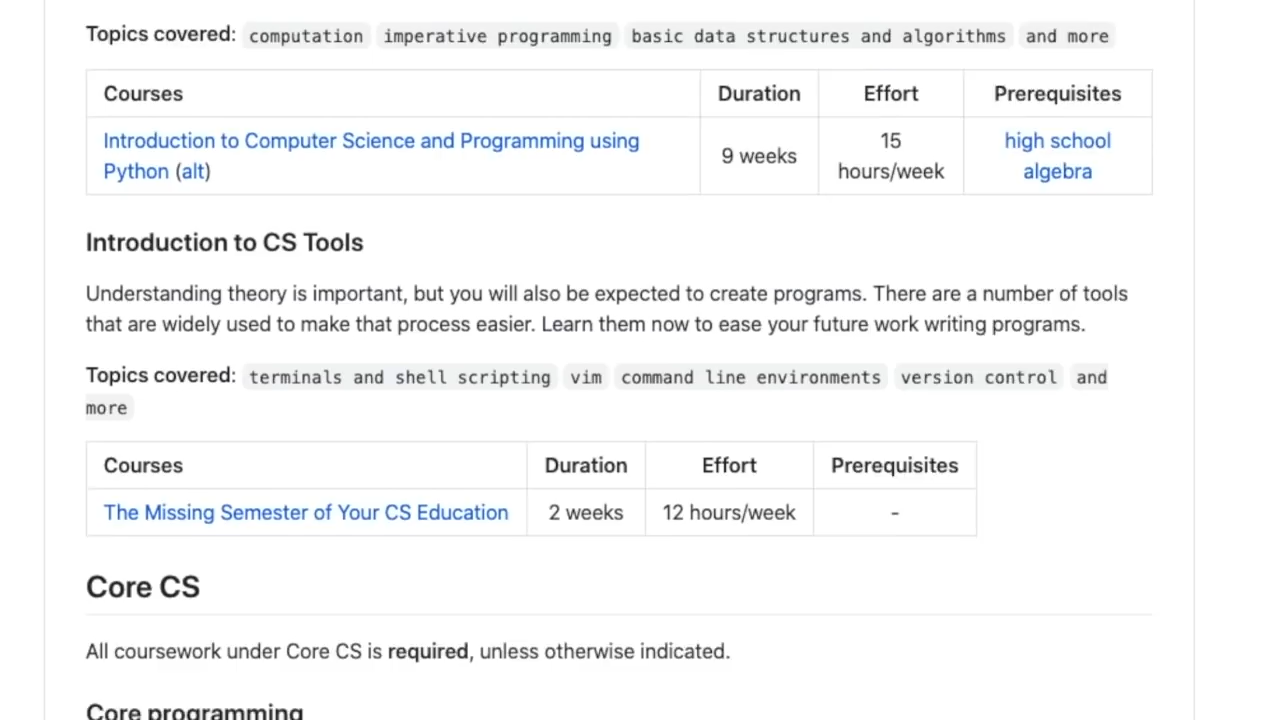 Topics covered: computation imperative programming basic data structures and algorithms and more
Courses Duration Effort Prerequisites
Introduction to Computer Science and Programming using Python (alt) 9 weeks 15 hours/week high school algebra
Introduction to CS Tools
Understanding theory is important, but you will also be expected to create programs. There are a number of tools
that are widely used to make that process easier. Learn them now to ease your future work writing programs.
Topics covered: terminals and shell scripting vim command line environments version control and
more
Courses Duration Effort Prerequisites
The Missing Semester of Your CS Education 2 weeks 12 hours/week -
Core CS
All coursework under Core CS is required, unless otherwise indicated.
Core programming